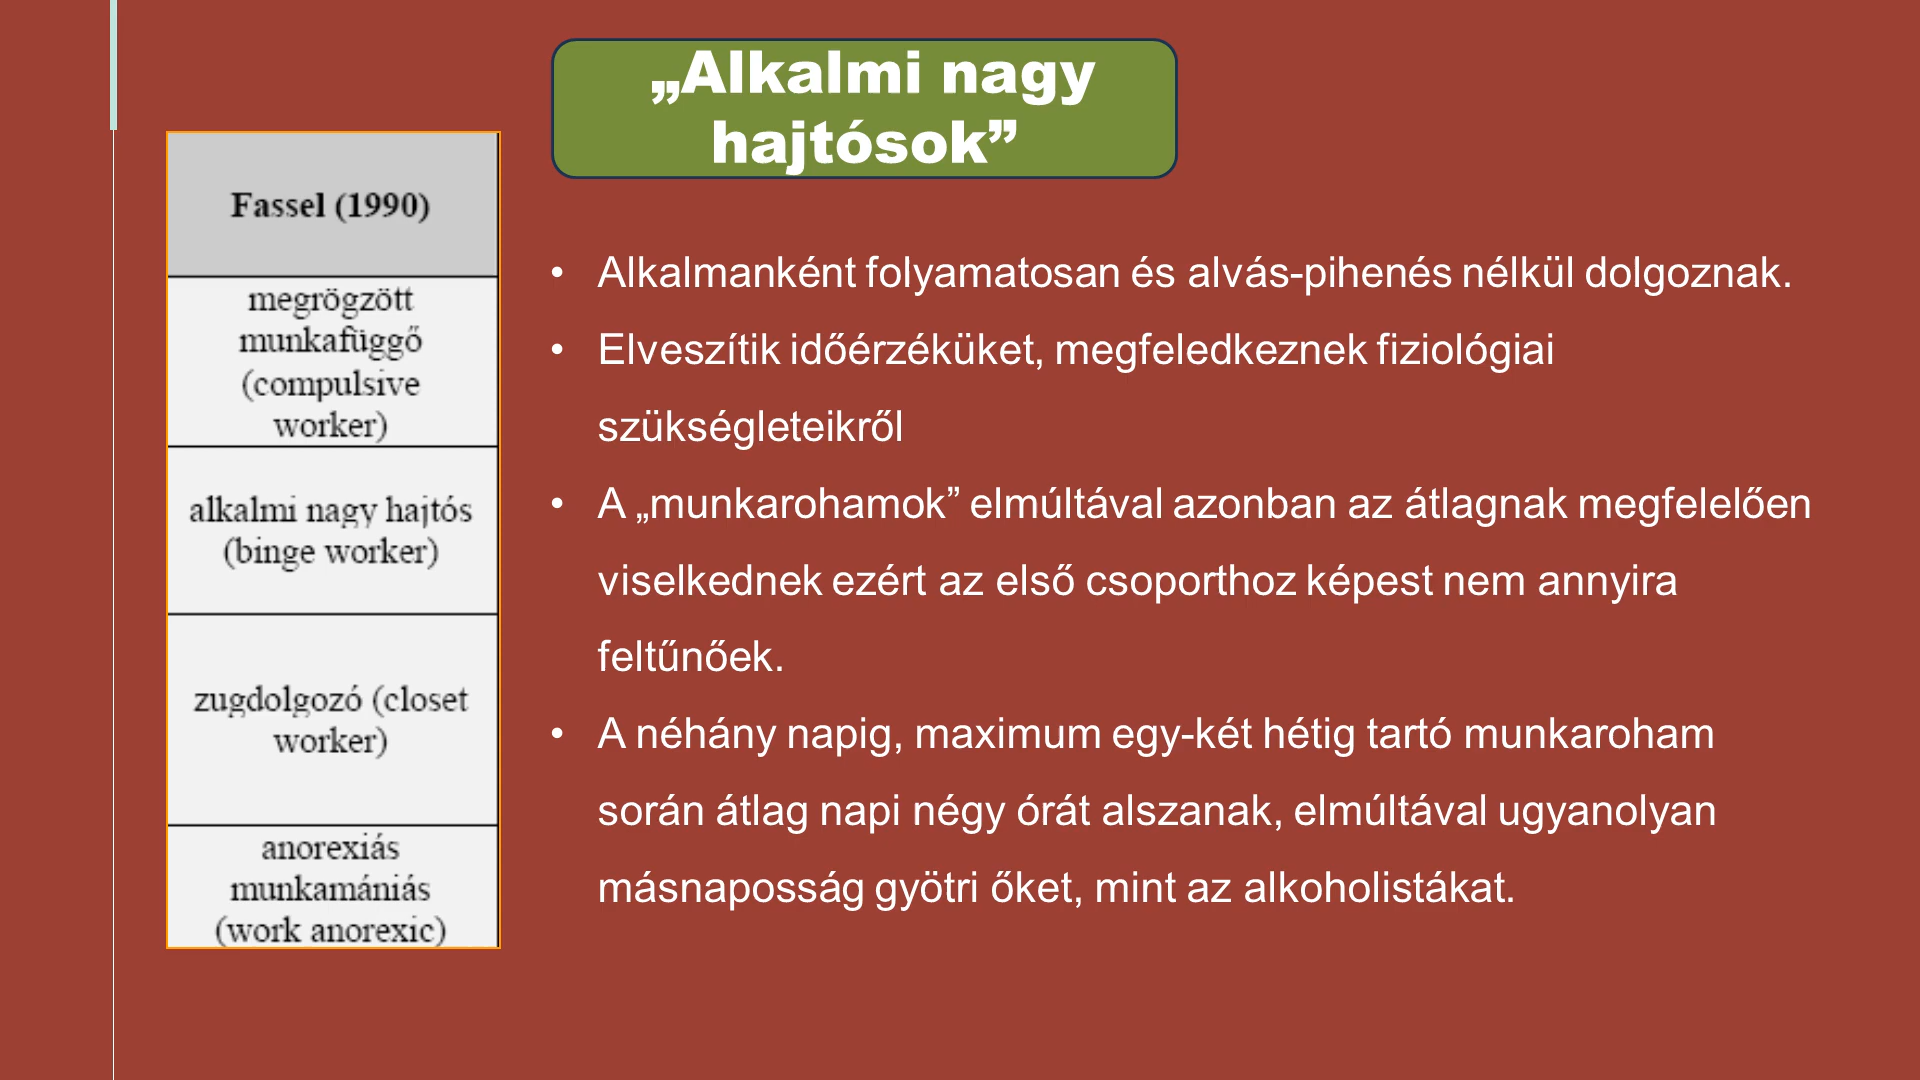 „Alkalmi nagy
hajtósok”
Fassel (1990)
megrögzött
munkafüggő
(compulsive
worker)
alkalmi nagy hajtós
(binge worker)
zugdolgozó (closet
worker)
anorexiás
munkamániás
(work anorexic)
• Alkalmanként folyamatosan és alvás-pihenés nélkül dolgoznak.
• Elveszítik időérzéküket, megfeledkeznek fiziológiai
szükségleteikről
• A „munkarohamok” elmúltával azonban az átlagnak megfelelően
viselkednek ezért az első csoporthoz képest nem annyira
feltűnőek.
• A néhány napig, maximum egy-két hétig tartó munkaroham
során átlag napi négy órát alszanak, elmúltával ugyanolyan
másnaposság gyötri őket, mint az alkoholistákat.